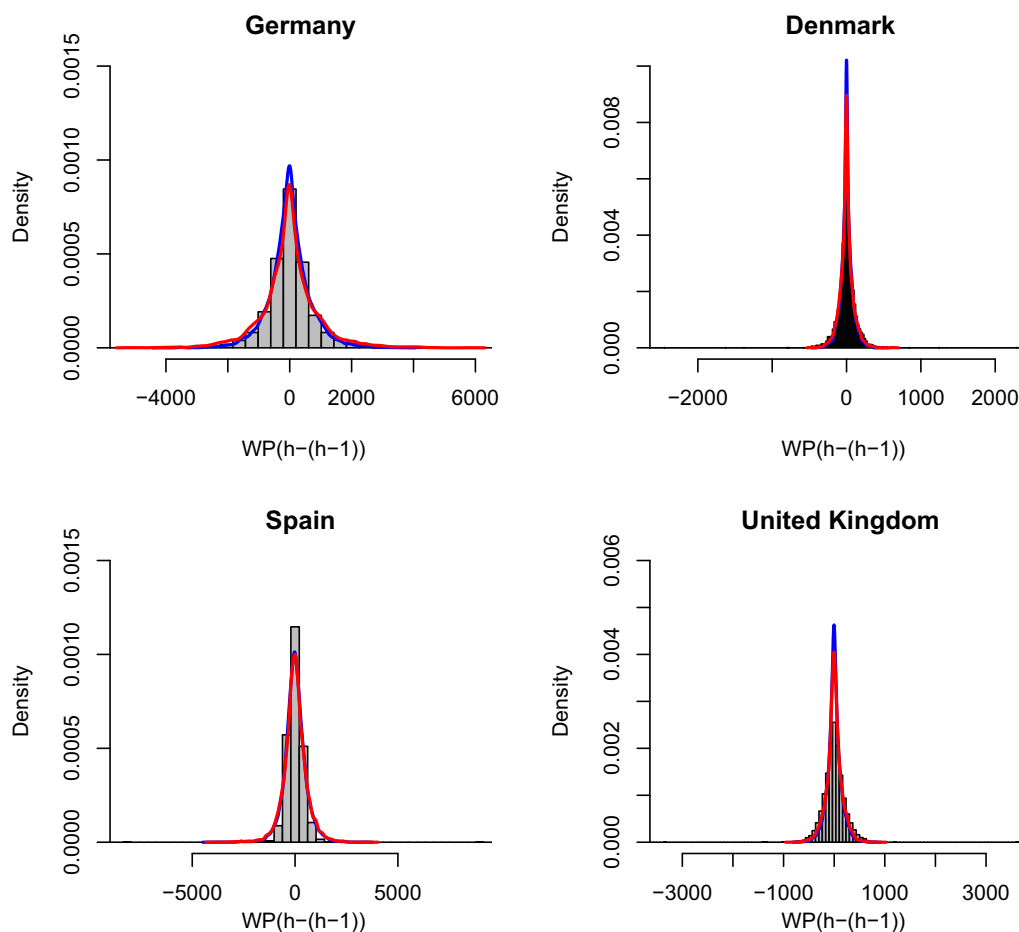 Germany
Density
0.0015
0.0010
0.0005
0.0000
−4000 0 2000 6000
WP(h−(h−1))
Denmark
Density
0.008
0.004
0.000
−2000 0 1000 2000
WP(h−(h−1))
Spain
Density
0.0015
0.0010
0.0005
0.0000
−5000 0 5000
WP(h−(h−1))
United Kingdom
Density
0.006
0.004
0.002
0.000
−3000 −1000 1000 3000
WP(h−(h−1))